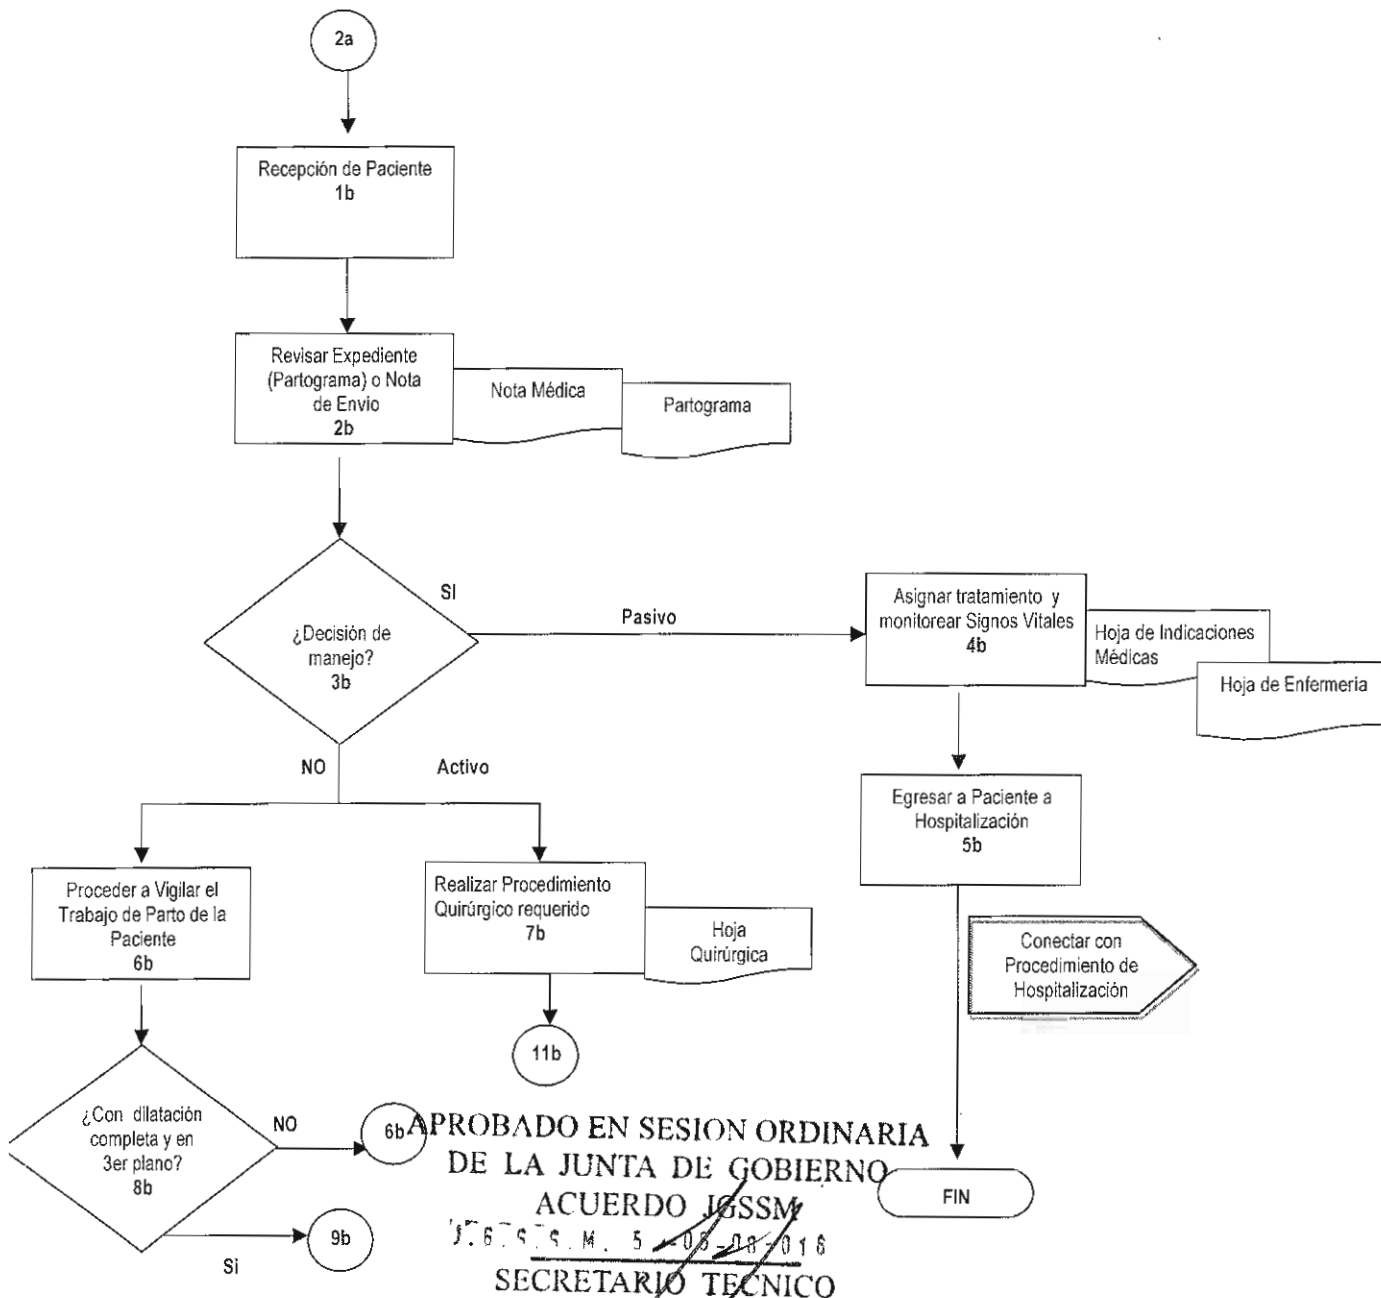 2a
Recepción de Paciente
1b
Revisar Expediente
(Partograma) o Nota
de Envio
2b
Nota Médica
Partograma
¿Decisión de
manejo?
3b
SI
Pasivo
Asignar tratamiento y
monitorear Signos Vitales
4b
Hoja de Indicaciones
Médicas
Hoja de Enfermeria
NO
Activo
Egresar a Paciente a
Hospitalización
5b
Proceder a Vigilar el
Trabajo de Parto de la
Paciente
6b
Realizar Procedimiento
Quirúrgico requerido
7b
Hoja
Quirúrgica
Conectar con
Procedimiento de
Hospitalización
11b
¿Con dilatación
completa y en
3er plano?
8b
NO
6b
Si
9b
FIN
APROBADO EN SESION ORDINARIA
DE LA JUNTA DE GOBIERNO
ACUERDO JGSSM
SECRETARIO TECNICO